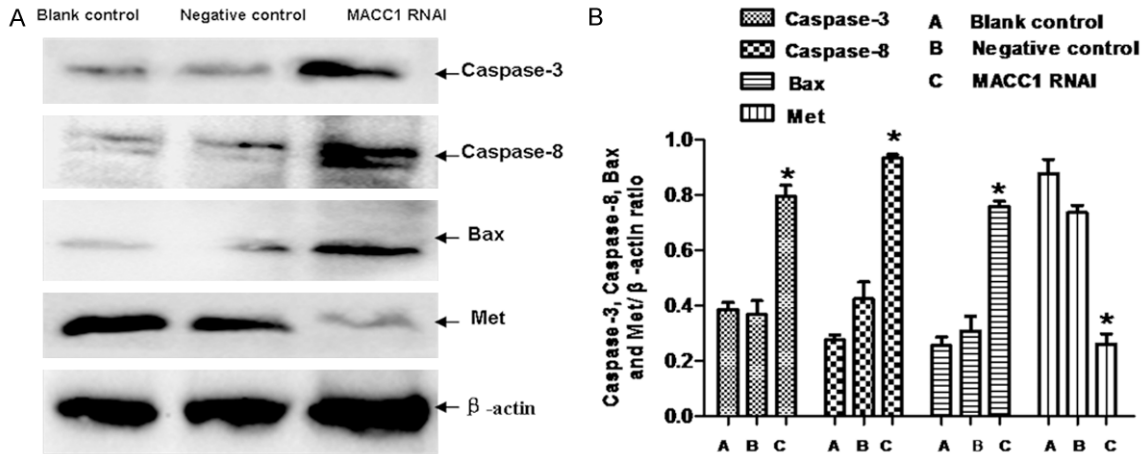 A
Blank control Negative control MACC1 RNAI
Caspase-3
Caspase-8
Bax
Met
β-actin
B
Caspase-3
Caspase-8
Bax
Met
A Blank control
B Negative control
C MACC1 RNAI
Caspase-3, Caspase-8, Bax
and Met/β-actin ratio
1.0
0.8
0.6
0.4
0.2
0.0
* * * *
A B C A B C A B C A B C